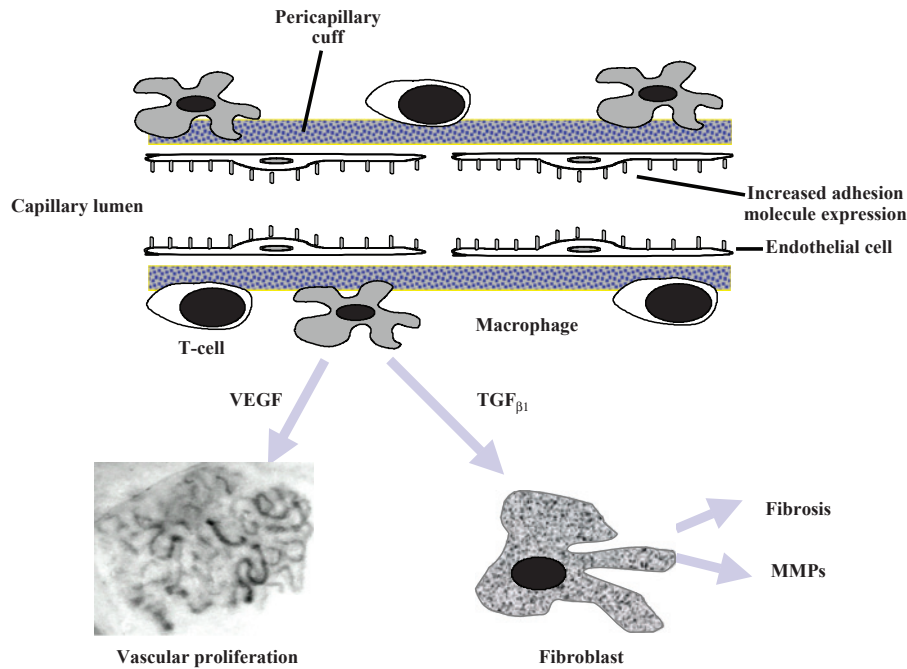 Pericapillary
cuff
Capillary lumen
Increased adhesion
molecule expression
Endothelial cell
Macrophage
T-cell
VEGF
TGFβ1
Fibrosis
MMPs
Vascular proliferation
Fibroblast